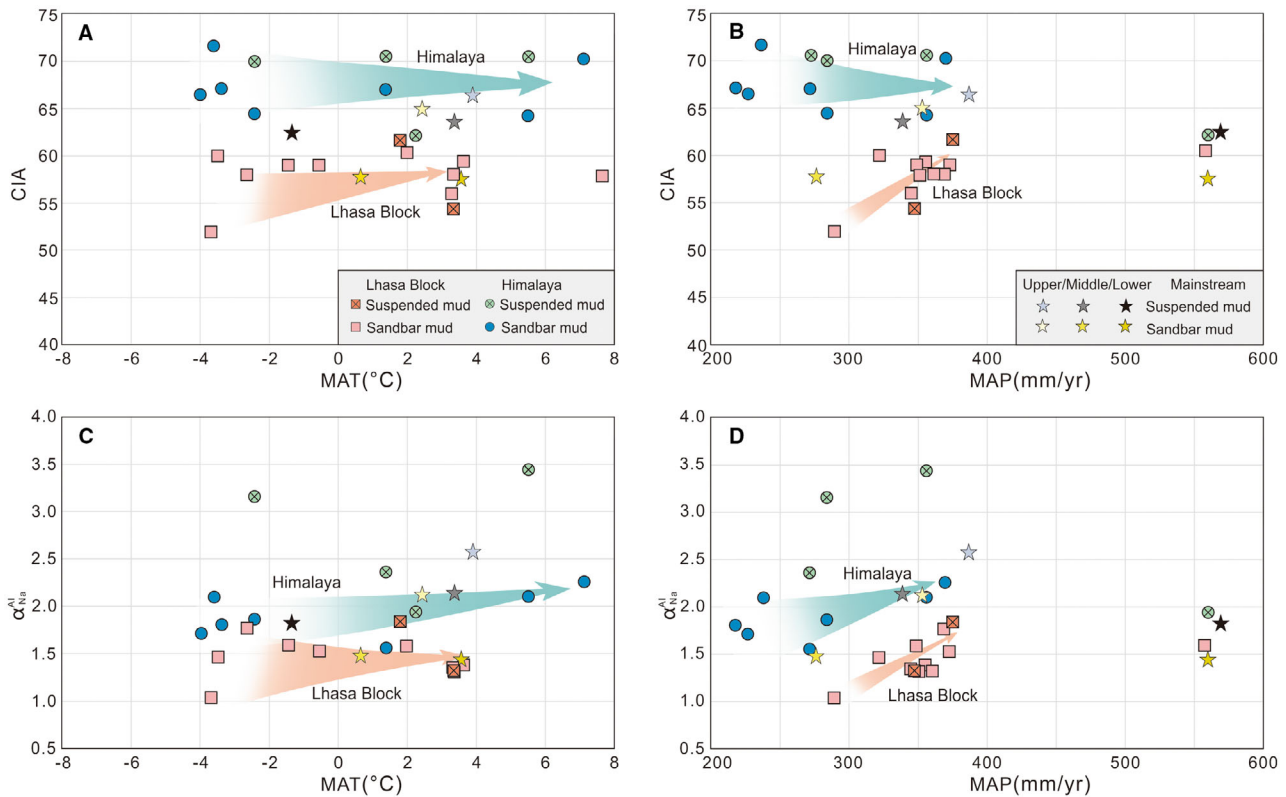 A
75
70
65
60
55
50
45
40
CIA
Himalaya
Lhasa Block
Lhasa Block Himalaya
Suspended mud Suspended mud
Sandbar mud Sandbar mud
-8 -6 -4 -2 0 2 4 6 8
MAT(°C)
B
75
70
65
60
55
50
45
40
CIA
Himalaya
Lhasa Block
Upper/Middle/Lower Mainstream
Suspended mud
Sandbar mud
200 300 400 500 600
MAP(mm/yr)
C
4.0
3.5
3.0
2.5
2.0
1.5
1.0
0.5
α Al Na
Himalaya
Lhasa Block
-8 -6 -4 -2 0 2 4 6 8
MAT(°C)
D
4.0
3.5
3.0
2.5
2.0
1.5
1.0
0.5
α Al Na
Himalaya
Lhasa Block
200 300 400 500 600
MAP(mm/yr)